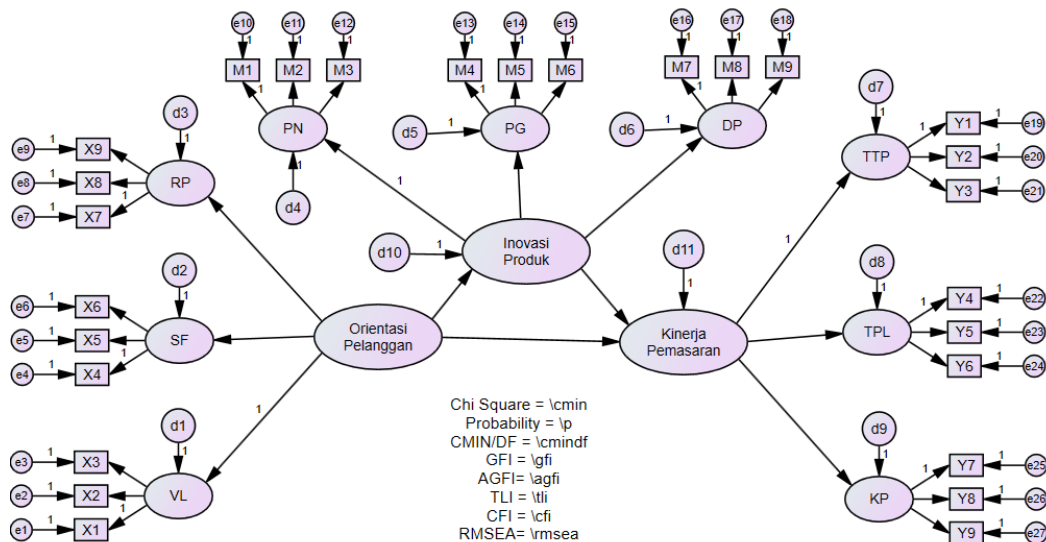 e10 e11 e12 e13 e14 e15 e16 e17 e18
1 1 1 1 1 1 1 1 1
M1 M2 M3 M4 M5 M6 M7 M8 M9
1 1 1
d3 PN d5 1 PG d6 1 DP d7
1
e9 1 X9
e8 1 X8 RP
e7 1 X7 1
1
d4
1
TTP
1 Y1 1 e19
Y2 1 e20
Y3 1 e21
1
d10 1
Inovasi
Produk
d11
1
1
d2
1
e6 1 X6
e5 1 X5 SF
e4 1 X4 1
Orientasi
Pelanggan
Kinerja
Pemasaran
d8
1
TPL
1 Y4 1 e22
Y5 1 e23
Y6 1 e24
1
d1
1
e3 1 X3
e2 1 X2 VL
e1 1 X1 1
Chi Square = \cmin
Probability = \p
CMIN/DF = \cmindf
GFI = \gfi
AGFI= \agfi
TLI = \tli
CFI = \cfi
RMSEA= \rmsea
d9
1
KP
1 Y7 1 e25
Y8 1 e26
Y9 1 e27